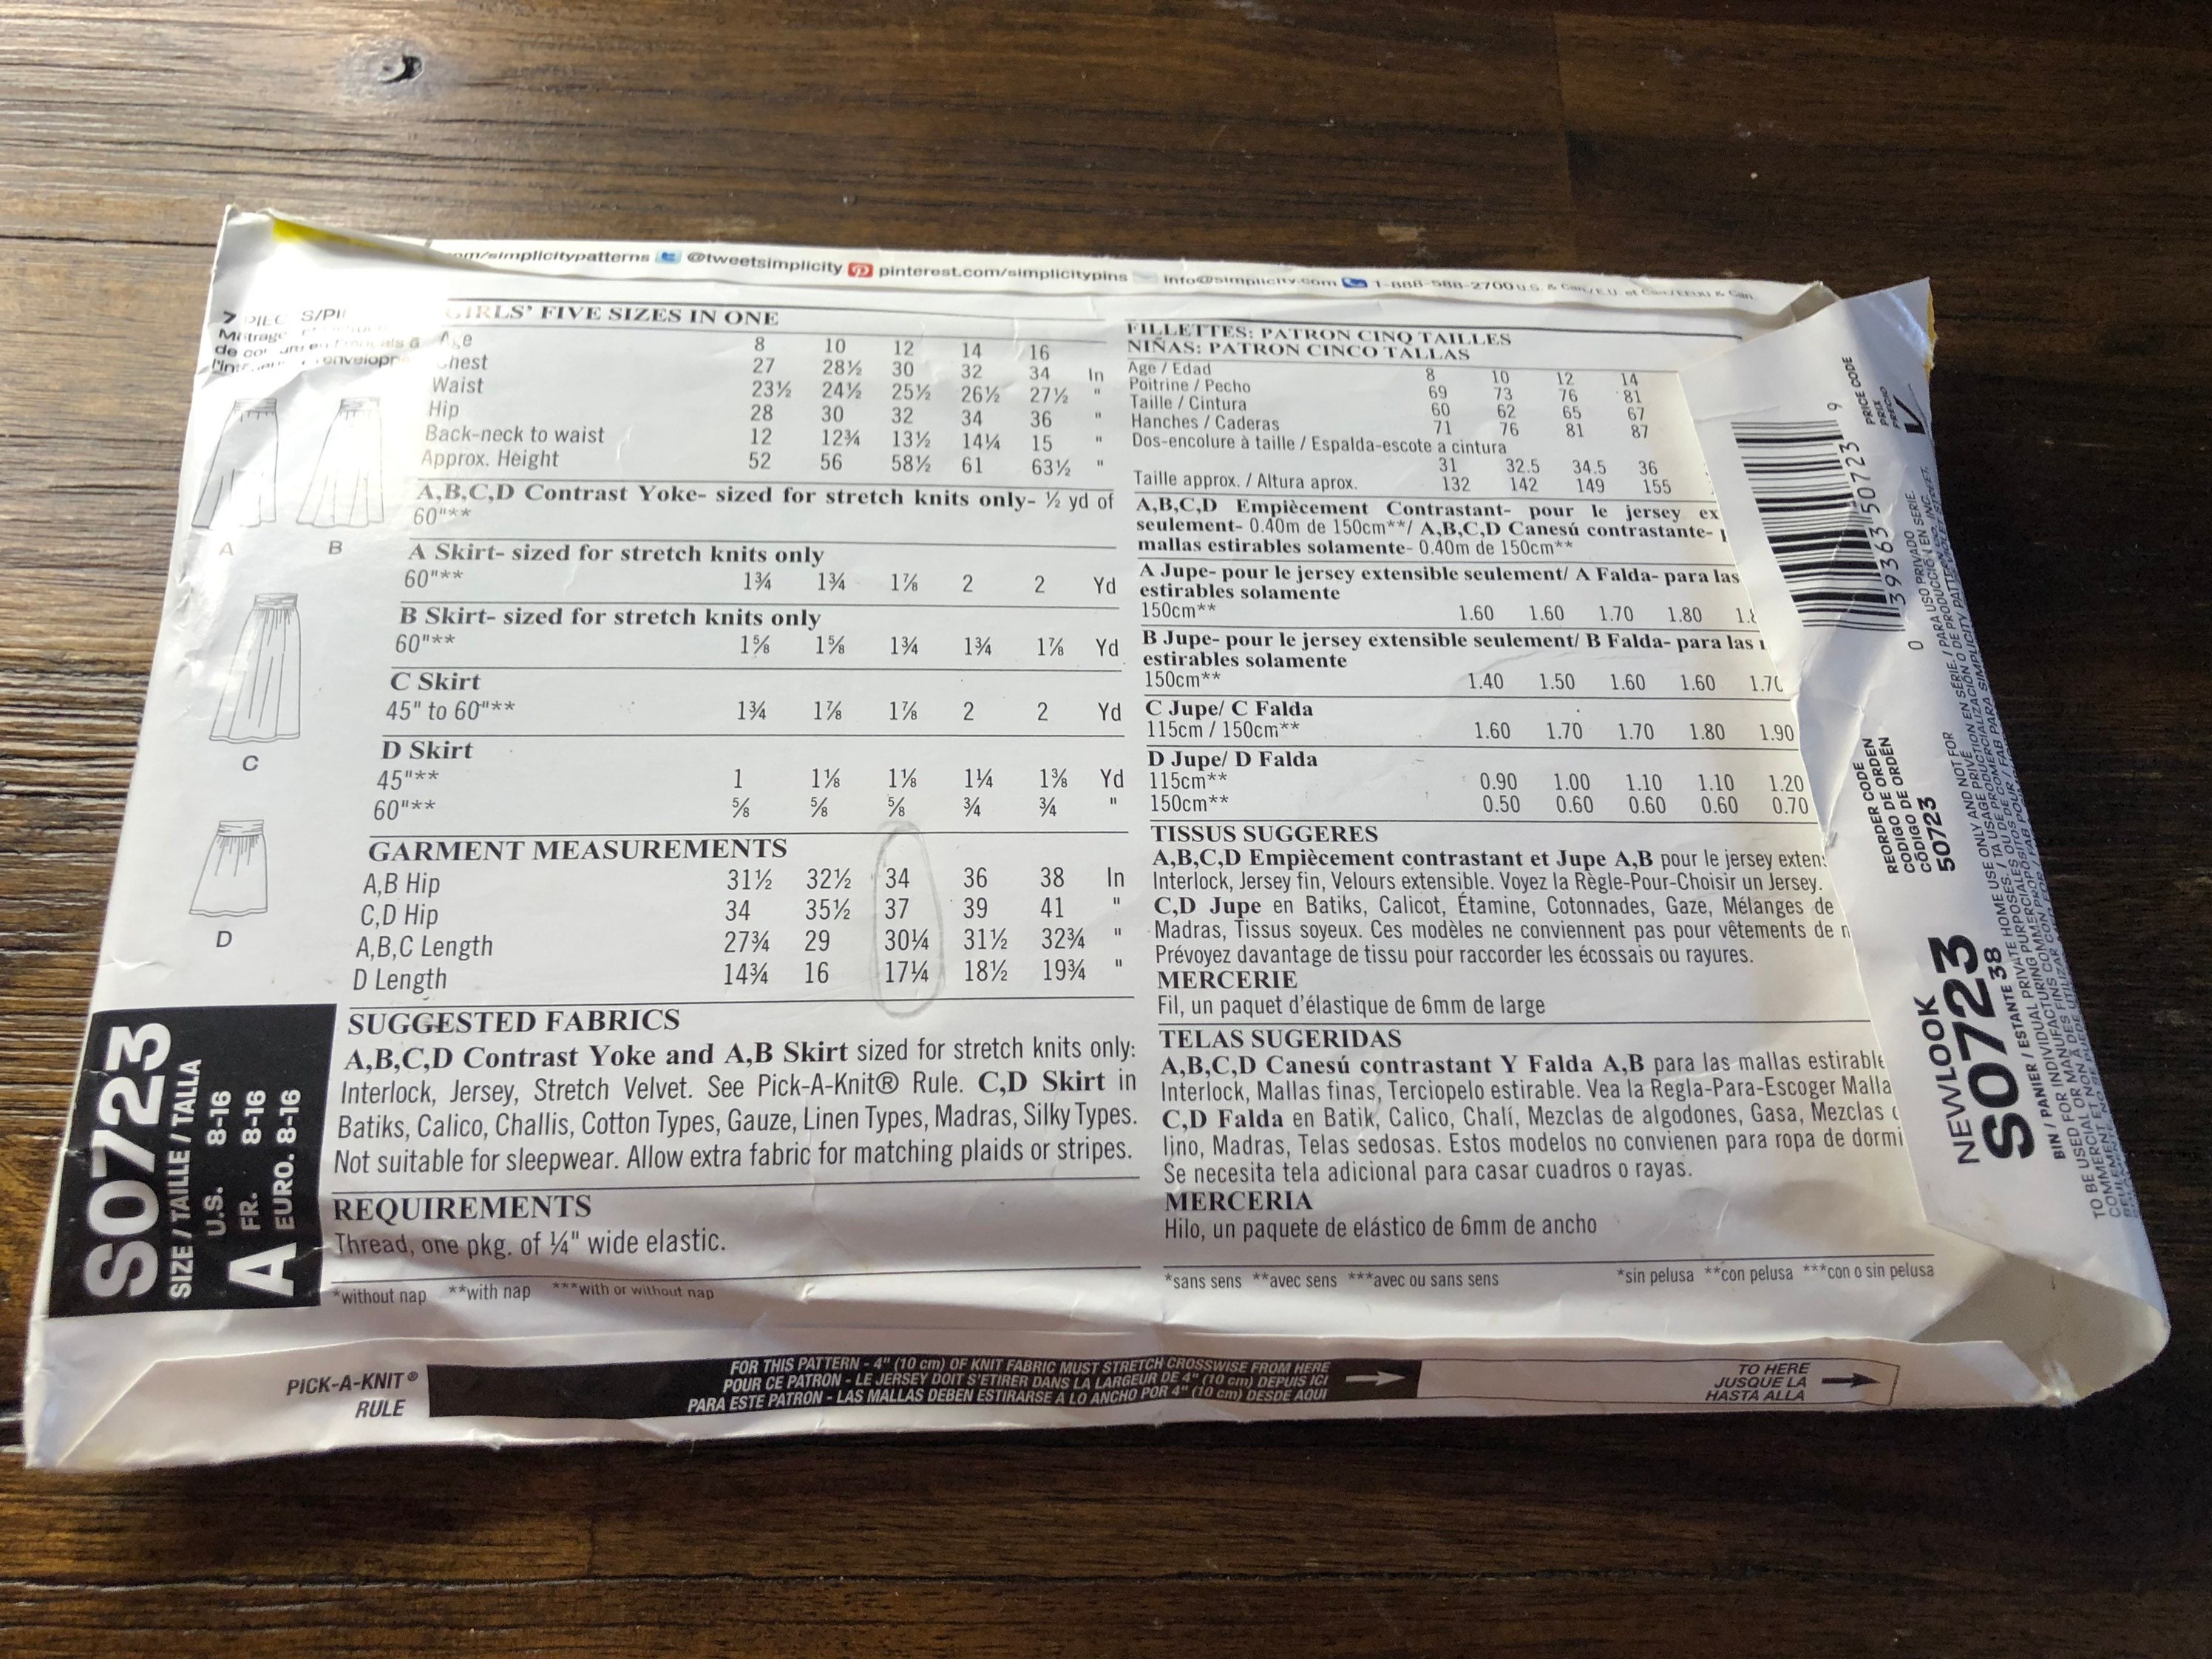 simplicitypatterns @tweetsimplicity pinterest.com/simplicitypins info@simplicity.com 1-888-588-2700 U.S. & Can.
GIRLS' FIVE SIZES IN ONE
Age 8 10 12 14 16
Chest 27 28½ 30 32 34 In
Waist 23½ 24½ 25½ 26½ 27½ "
Hip 28 30 32 34 36 "
Back-neck to waist 12 12¾ 13½ 14¼ 15 "
Approx. Height 52 56 58½ 61 63½ "
A,B,C,D Contrast Yoke- sized for stretch knits only- ½ yd of
60"**
A Skirt- sized for stretch knits only
60"** 1¾ 1¾ 1⅞ 2 2 Yd
B Skirt- sized for stretch knits only
60"** 1⅝ 1⅝ 1¾ 1¾ 1⅞ Yd
C Skirt
45" to 60"** 1¾ 1⅞ 1⅞ 2 2 Yd
D Skirt
45"** 1 1⅛ 1⅛ 1¼ 1⅜ Yd
60"** ⅝ ⅝ ⅝ ¾ ¾ "
GARMENT MEASUREMENTS
A,B Hip 31½ 32½ 34 36 38 In
C,D Hip 34 35½ 37 39 41 "
A,B,C Length 27¾ 29 30¼ 31½ 32¾ "
D Length 14¾ 16 17¼ 18½ 19¾ "
SUGGESTED FABRICS
A,B,C,D Contrast Yoke and A,B Skirt sized for stretch knits only:
Interlock, Jersey, Stretch Velvet. See Pick-A-Knit® Rule. C,D Skirt in
Batiks, Calico, Challis, Cotton Types, Gauze, Linen Types, Madras, Silky Types.
Not suitable for sleepwear. Allow extra fabric for matching plaids or stripes.
REQUIREMENTS
Thread, one pkg. of ¼" wide elastic.
*without nap **with nap ***with or without nap
FILLETTES: PATRON CINQ TAILLES
NIÑAS: PATRON CINCO TALLAS
Age / Edad 8 10 12 14
Poitrine / Pecho 69 73 76 81
Taille / Cintura 60 62 65 67
Hanches / Caderas 71 76 81 87
Dos-encolure à taille / Espalda-escote a cintura
31 32.5 34.5 36
Taille approx. / Altura aprox. 132 142 149 155
A,B,C,D Empiècement Contrastant- pour le jersey ex
seulement- 0.40m de 150cm**/ A,B,C,D Canesú contrastante-
mallas estirables solamente- 0.40m de 150cm**
A Jupe- pour le jersey extensible seulement/ A Falda- para las
estirables solamente
150cm** 1.60 1.60 1.70 1.80
B Jupe- pour le jersey extensible seulement/ B Falda- para las
estirables solamente
150cm** 1.40 1.50 1.60 1.60 1.70
C Jupe/ C Falda
115cm / 150cm** 1.60 1.70 1.70 1.80 1.90
D Jupe/ D Falda
115cm** 0.90 1.00 1.10 1.10 1.20
150cm** 0.50 0.60 0.60 0.60 0.70
TISSUS SUGGERES
A,B,C,D Empiècement contrastant et Jupe A,B pour le jersey exten
Interlock, Jersey fin, Velours extensible. Voyez la Règle-Pour-Choisir un Jersey.
C,D Jupe en Batiks, Calicot, Étamine, Cotonnades, Gaze, Mélanges de
Madras, Tissus soyeux. Ces modèles ne conviennent pas pour vêtements de n
Prévoyez davantage de tissu pour raccorder les écossais ou rayures.
MERCERIE
Fil, un paquet d'élastique de 6mm de large
TELAS SUGERIDAS
A,B,C,D Canesú contrastant Y Falda A,B para las mallas estirable
Interlock, Mallas finas, Terciopelo estirable. Vea la Regla-Para-Escoger Malla
C,D Falda en Batik, Calico, Chalí, Mezclas de algodones, Gasa, Mezclas
lino, Madras, Telas sedosas. Estos modelos no convienen para ropa de dormi
Se necesita tela adicional para casar cuadros o rayas.
MERCERIA
Hilo, un paquete de elástico de 6mm de ancho
*sans sens **avec sens ***avec ou sans sens *sin pelusa **con pelusa ***con o sin pelusa
A
B
C
D
S0723
SIZE / TAILLE / TALLA
A
U.S. 8-16
FR. 8-16
EURO. 8-16
PICK-A-KNIT®
RULE
FOR THIS PATTERN - 4" (10 cm) OF KNIT FABRIC MUST STRETCH CROSSWISE FROM HERE
POUR CE PATRON - LE JERSEY DOIT S'ETIRER DANS LA LARGEUR DE 4" (10 cm) DEPUIS ICI
PARA ESTE PATRON - LAS MALLAS DEBEN ESTIRARSE A LO ANCHO POR 4" (10 cm) DESDE AQUI
TO HERE
JUSQUE LA
HASTA ALLA
PRICE CODE
PRIX
PRECIO
V
0 39363 50723 9
REORDER CODE
CODIGO DE ORDEN
CÓDIGO DE ORDÉN
50723
NEWLOOK
S0723
BIN / PANIER / ESTANTE 38